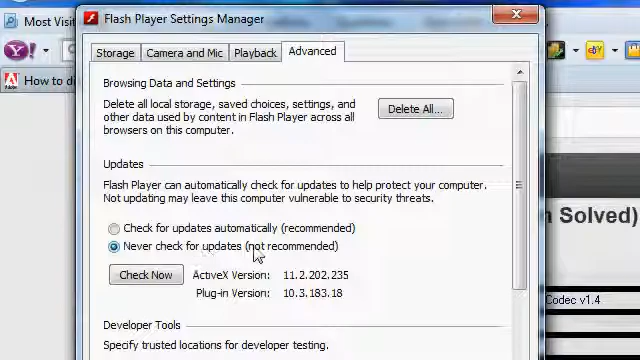 Flash Player Settings Manager
Most Visit
Y!
ebY
How to di
Storage
Camera and Mic
Playback
Advanced
Browsing Data and Settings
Delete all local storage, saved choices, settings, and
other data used by content in Flash Player across all
browsers on this computer.
Delete All...
Updates
Flash Player can automatically check for updates to help protect your computer.
Not updating may leave this computer vulnerable to security threats.
Check for updates automatically (recommended)
Never check for updates (not recommended)
Check Now
ActiveX Version: 11.2.202.235
Plug-in Version: 10.3.183.18
Developer Tools
Specify trusted locations for developer testing.
n Solved)
Codec v1.4